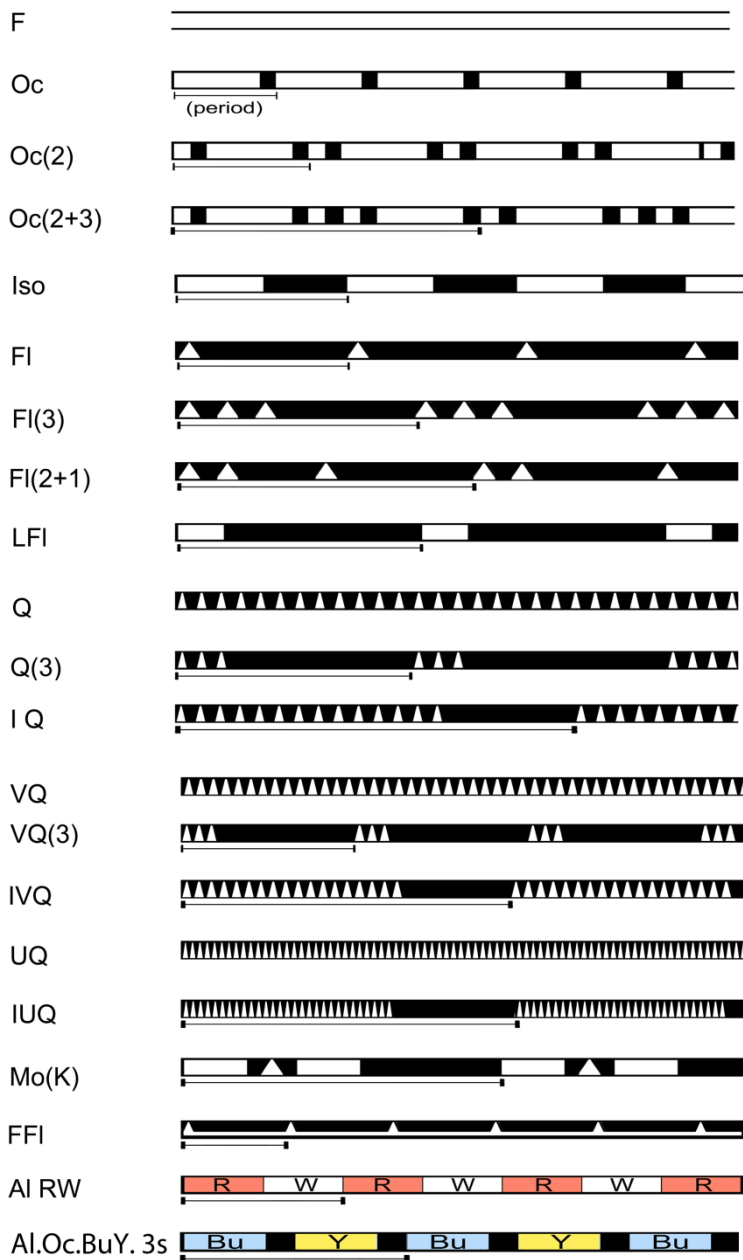 F
Oc
(period)
Oc(2)
Oc(2+3)
Iso
Fl
Fl(3)
Fl(2+1)
LFl
Q
Q(3)
I Q
VQ
VQ(3)
IVQ
UQ
IUQ
Mo(K)
FFl
Al RW R W R W R W R
Al.Oc.BuY. 3s Bu Y Bu Y Bu